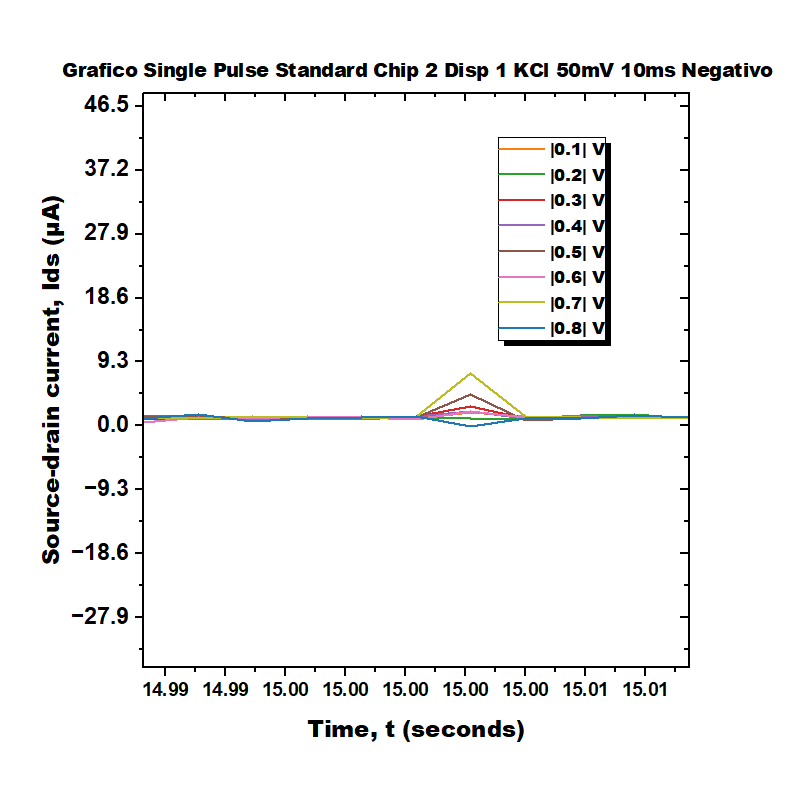 Grafico Single Pulse Standard Chip 2 Disp 1 KCl 50mV 10ms Negativo
Source-drain current, Ids (μA)
46.5
37.2
27.9
18.6
9.3
0.0
−9.3
−18.6
−27.9
|0.1| V
|0.2| V
|0.3| V
|0.4| V
|0.5| V
|0.6| V
|0.7| V
|0.8| V
14.99 14.99 15.00 15.00 15.00 15.00 15.00 15.01 15.01
Time, t (seconds)